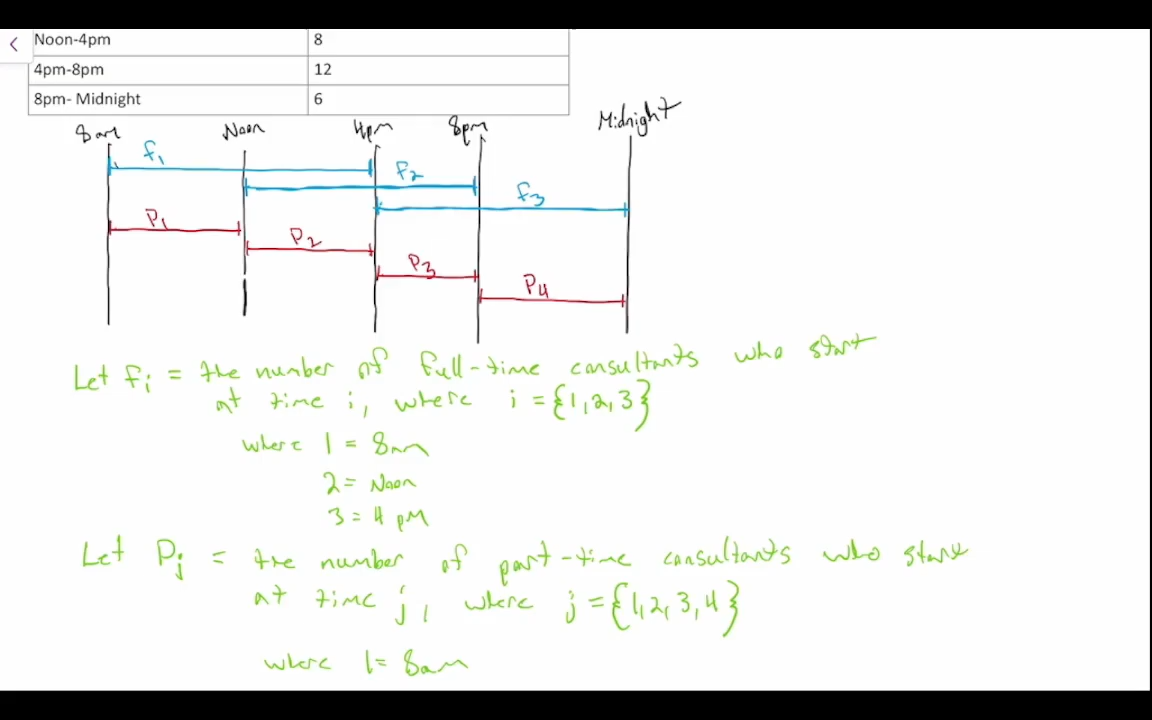 Noon-4pm 8
4pm-8pm 12
8pm- Midnight 6
8am Noon 4pm 8pm Midnight
f1
f2
f3
P1
P2
P3
P4
Let fi = the number of full-time consultants who start
at time i, where i = {1,2,3}
where 1 = 8am
2 = Noon
3 = 4 pm
Let Pj = the number of part-time consultants who start
at time j, where j = {1,2,3,4}
where 1= 8am